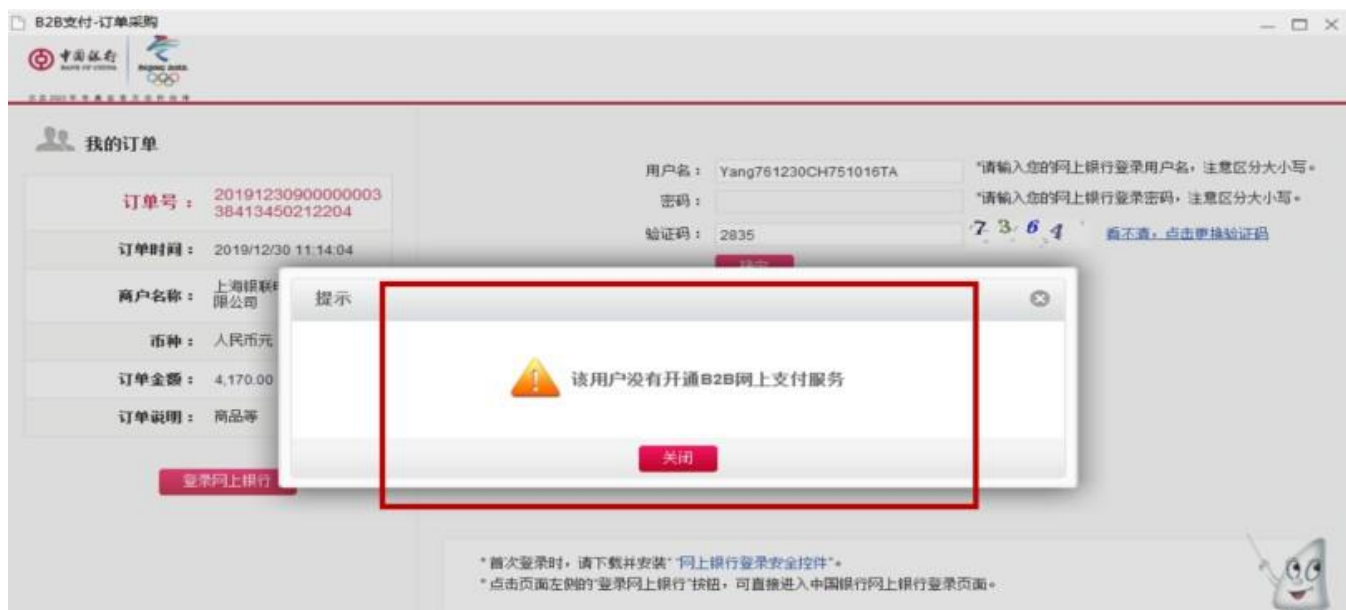 B2B支付-订单采购
中国银行
BANK OF CHINA
我的订单
订单号：
20191230900000003
38413450212204
订单时间：
2019/12/30 11:14:04
商户名称：
上海银联
限公司
币种：
人民币元
订单金额：
4,170.00
订单说明：
商品等
登录网上银行
用户名：
Yang761230CH751016TA
*请输入您的网上银行登录用户名，注意区分大小写。
密码：
*请输入您的网上银行登录密码，注意区分大小写。
验证码：
2835
7 3 6 4
看不清，点击更换验证码
提示
该用户没有开通B2B网上支付服务
关闭
*首次登录时，请下载并安装“网上银行登录安全控件”。
*点击页面左侧的“登录网上银行”按钮，可直接进入中国银行网上银行登录页面。